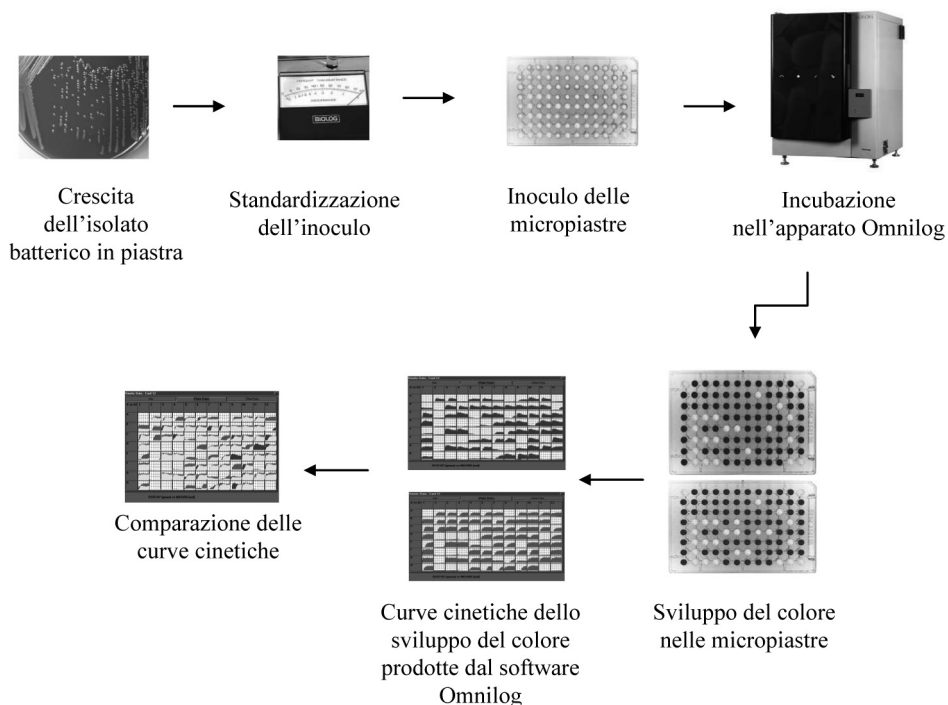 BIOLOG
Crescita
dell'isolato
batterico in piastra
Standardizzazione
dell'inoculo
Inoculo delle
micropiastre
Incubazione
nell'apparato Omnilog
Sviluppo del colore
nelle micropiastre
Curve cinetiche dello
sviluppo del colore
prodotte dal software
Omnilog
Comparazione delle
curve cinetiche